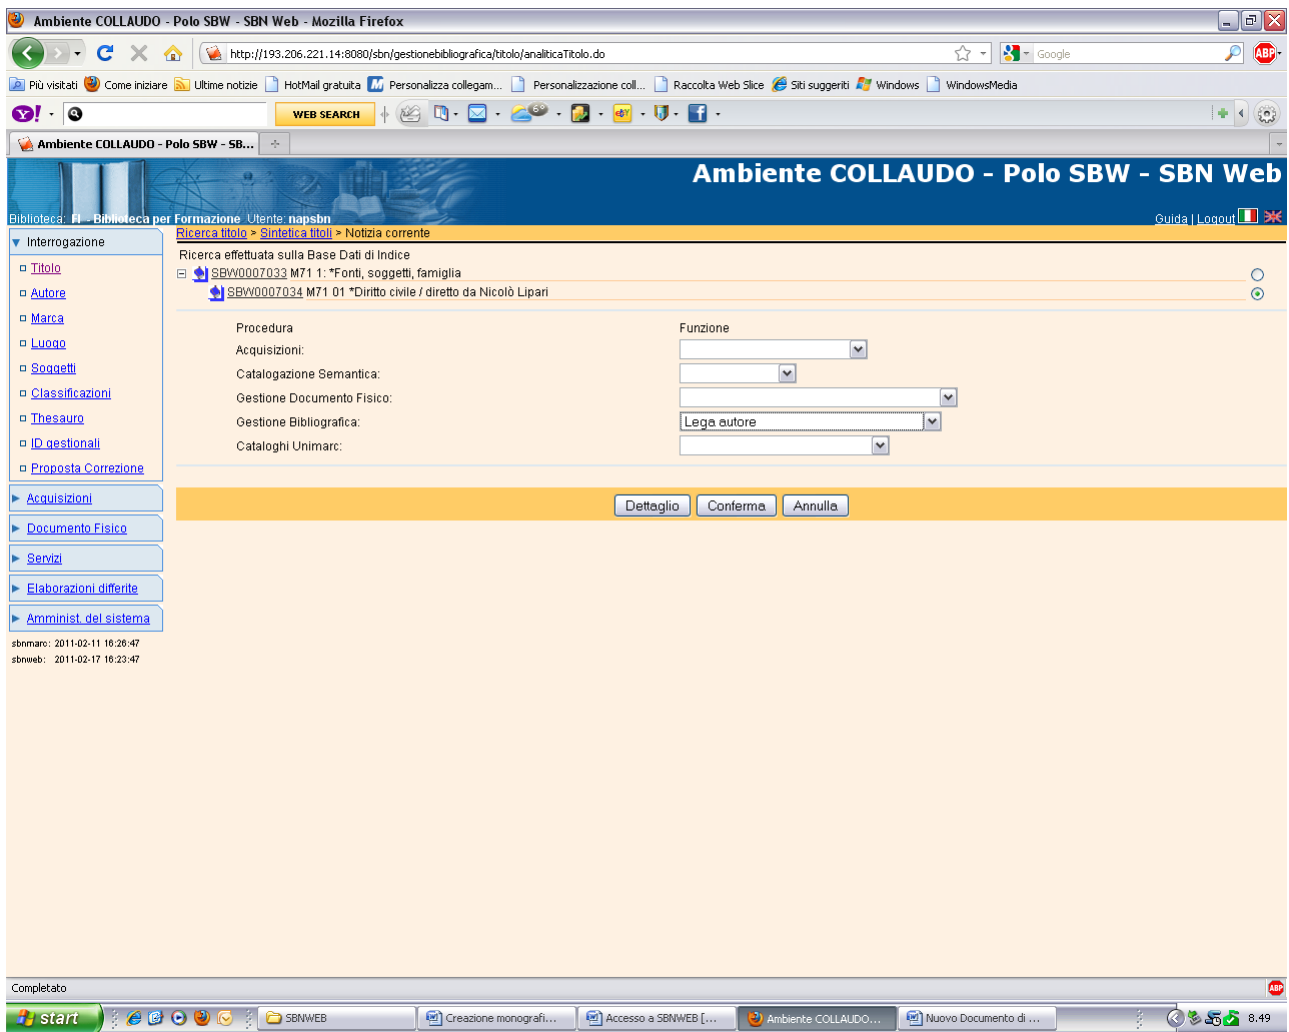 Ambiente COLLAUDO - Polo SBW - SBN Web - Mozilla Firefox
http://193.206.221.14:8080/sbn/gestionebibliografica/titolo/analiticaTitolo.do
Google
ABP
Più visitati Come iniziare Ultime notizie HotMail gratuita Personalizza collegam... Personalizzazione coll... Raccolta Web Slice Siti suggeriti Windows WindowsMedia
Y! WEB SEARCH
Ambiente COLLAUDO - Polo SBW - SB...
Ambiente COLLAUDO - Polo SBW - SBN Web
Biblioteca: FI - Biblioteca per Formazione Utente: napsbn
Guida | Logout
Interrogazione
Titolo
Autore
Marca
Luogo
Soggetti
Classificazioni
Thesauro
ID gestionali
Proposta Correzione
Acquisizioni
Documento Fisico
Servizi
Elaborazioni differite
Amminist. del sistema
sbnmarc: 2011-02-11 16:26:47
sbnweb: 2011-02-17 16:23:47
Ricerca titolo > Sintetica titoli > Notizia corrente
Ricerca effettuata sulla Base Dati di Indice
SBW0007033 M71 1: *Fonti, soggetti, famiglia
SBW0007034 M71 01 *Diritto civile / diretto da Nicolò Lipari
Procedura Funzione
Acquisizioni:
Catalogazione Semantica:
Gestione Documento Fisico:
Gestione Bibliografica: Lega autore
Cataloghi Unimarc:
Dettaglio Conferma Annulla
Completato
ABP
start SBNWEB Creazione monografi... Accesso a SBNWEB [... Ambiente COLLAUDO... Nuovo Documento di ... 8.49